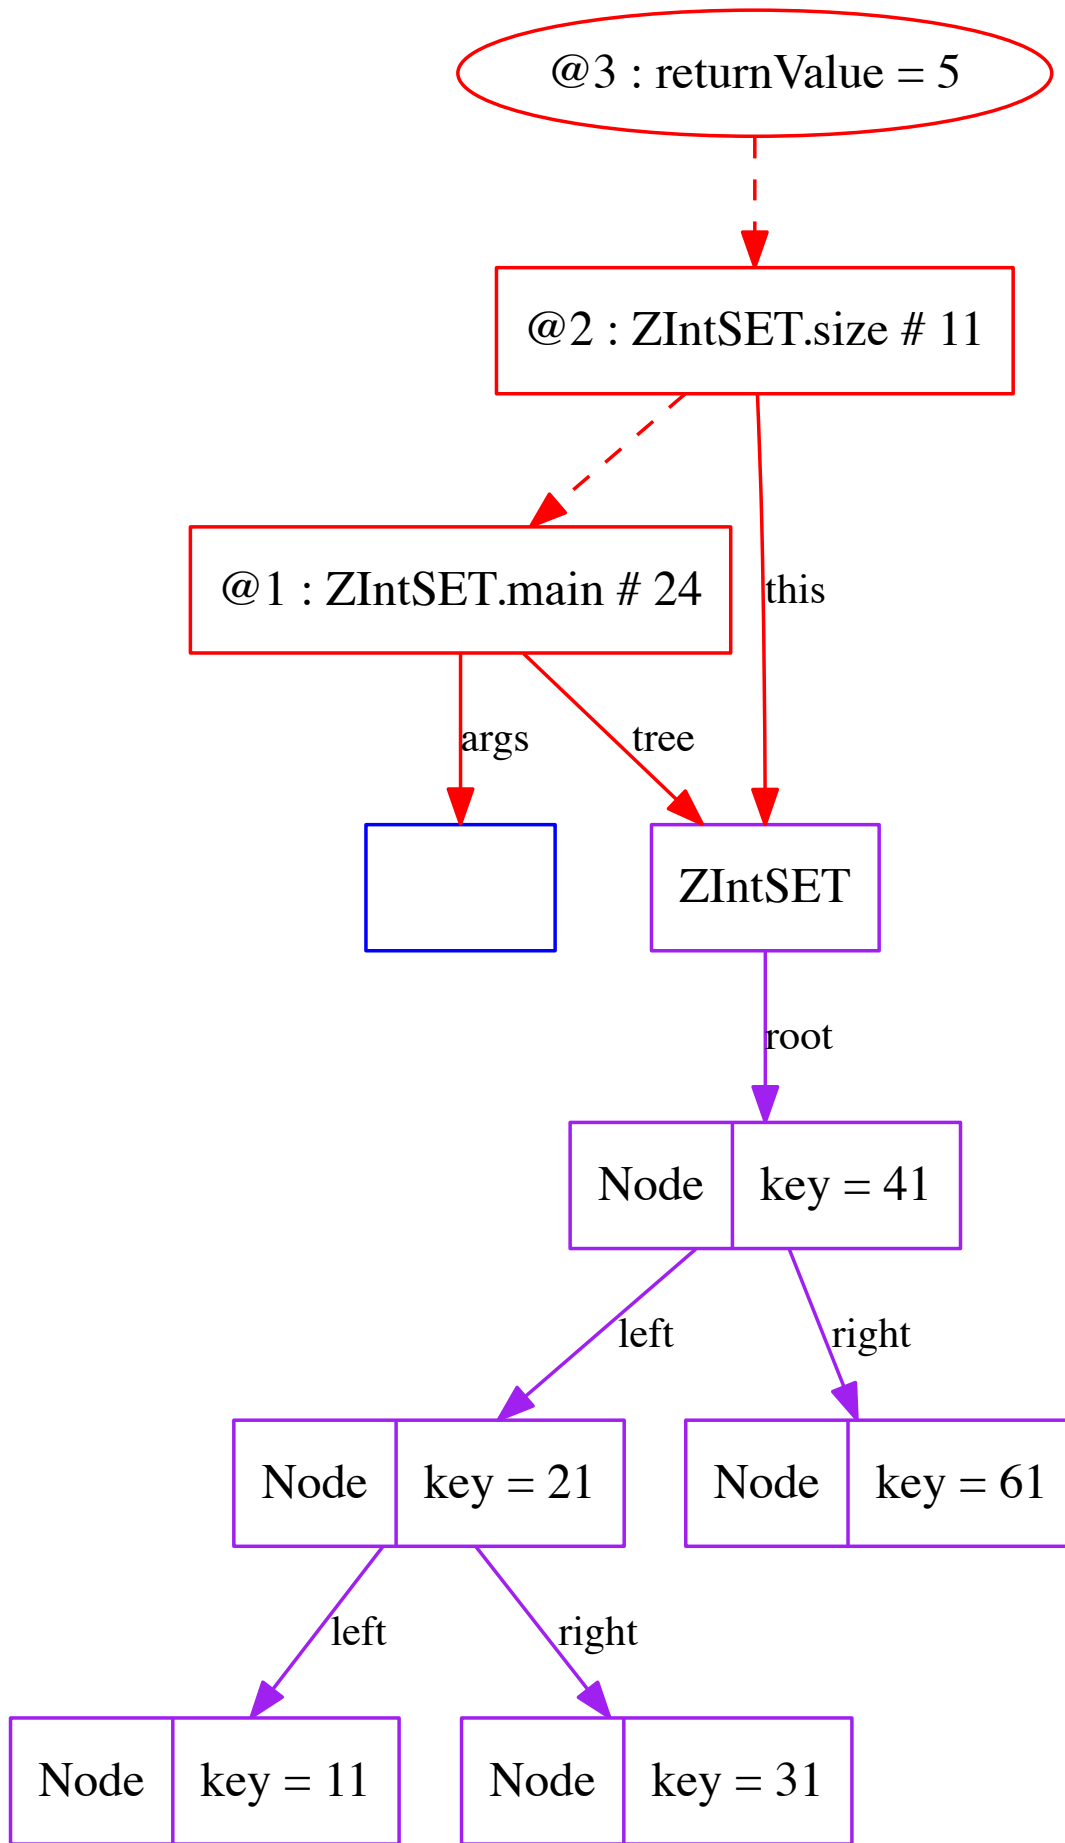 @3 : returnValue = 5
@2 : ZIntSET.size # 11
@1 : ZIntSET.main # 24
this
args
tree
ZIntSET
root
Node
key = 41
left
right
Node
key = 21
Node
key = 61
left
right
Node
key = 11
Node
key = 31